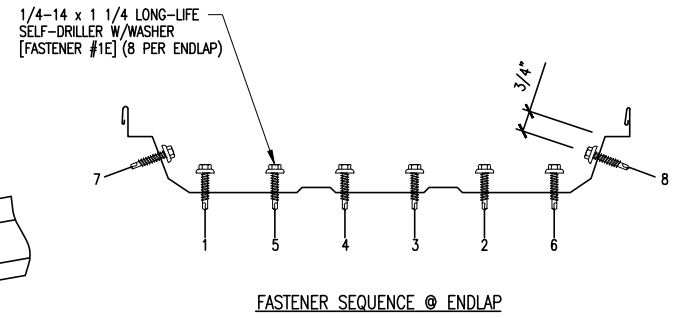 1/4-14 x 1 1/4 LONG-LIFE
SELF-DRILLER W/WASHER
[FASTENER #1E] (8 PER ENDLAP)
3/4"
7
8
1
5
4
3
2
6
FASTENER SEQUENCE @ ENDLAP